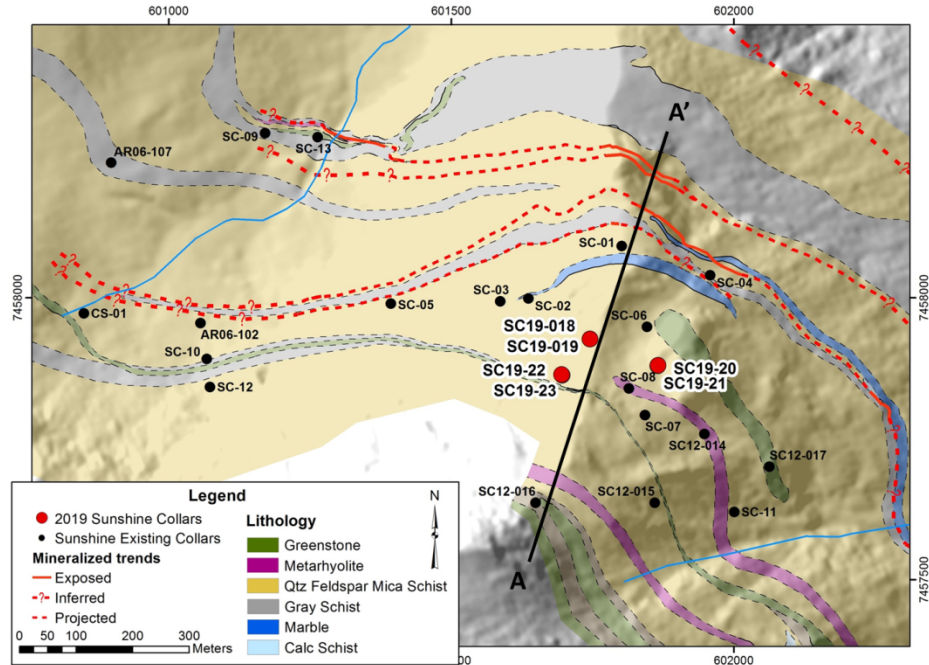 601000
601500
602000
A'
SC-09
SC-13
AR06-107
SC-01
SC-04
7458000
7458000
SC-03
SC-02
SC-05
CS-01
AR06-102
SC-06
SC19-018
SC19-019
SC-10
SC-12
SC19-22
SC19-23
SC19-20
SC19-21
SC-08
SC-07
SC12-014
SC12-017
SC12-016
SC12-015
SC-11
A
7457500
602000
?
?
?
?
?
?
?
?
Legend
2019 Sunshine Collars
Sunshine Existing Collars
Mineralized trends
Exposed
Inferred
?
Projected
0 50 100 200 300
Meters
N
Lithology
Greenstone
Metarhyolite
Qtz Feldspar Mica Schist
Gray Schist
Marble
Calc Schist